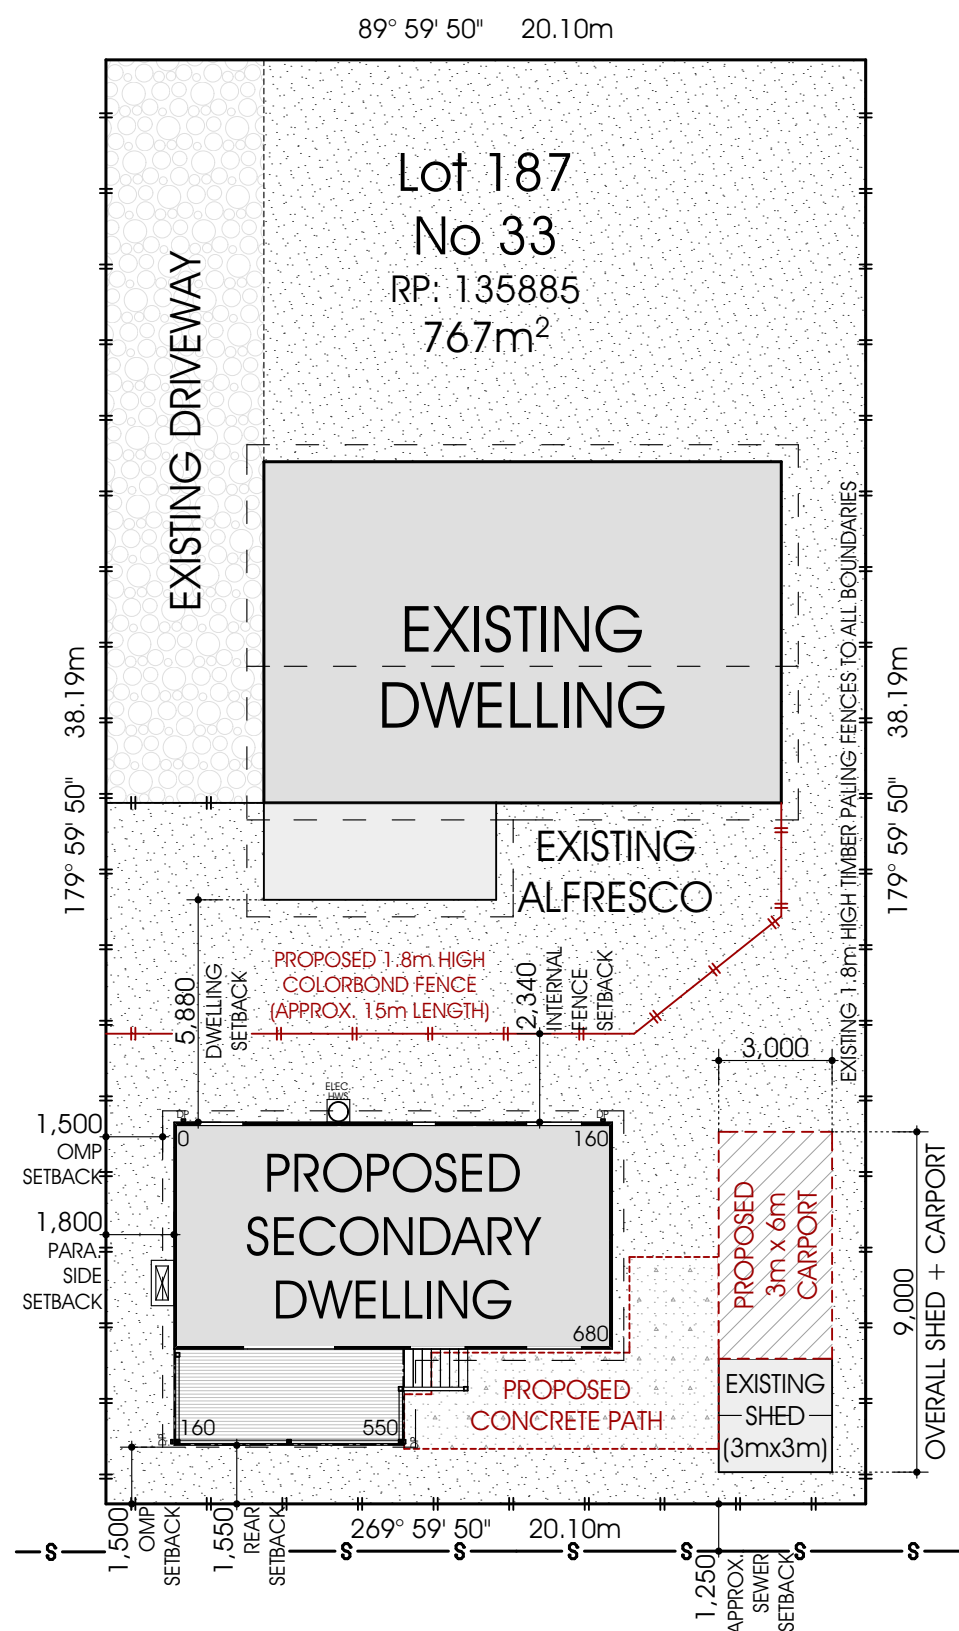 89° 59' 50" 20.10m
Lot 187
No 33
RP: 135885
767m²
EXISTING DRIVEWAY
EXISTING
DWELLING
179° 59' 50" 38.19m
179° 59' 50" 38.19m
EXISTING 1.8m HIGH TIMBER PALING FENCES TO ALL BOUNDARIES
EXISTING
ALFRESCO
PROPOSED 1.8m HIGH
COLORBOND FENCE
(APPROX. 15m LENGTH)
5,880
DWELLING
SETBACK
2,340
INTERNAL
FENCE
SETBACK
3,000
ELEC.
HWS
DP
DP
1,500
OMP
SETBACK
0
160
PROPOSED
SECONDARY
DWELLING
1,800
PARA.
SIDE
SETBACK
680
PROPOSED
3m x 6m
CARPORT
9,000
OVERALL SHED + CARPORT
PROPOSED
CONCRETE PATH
EXISTING
SHED
(3mx3m)
160
550
DP
DP
1,500
OMP
SETBACK
1,550
REAR
SETBACK
269° 59' 50" 20.10m
S S S S S S S
1,250
APPROX.
SEWER
SETBACK